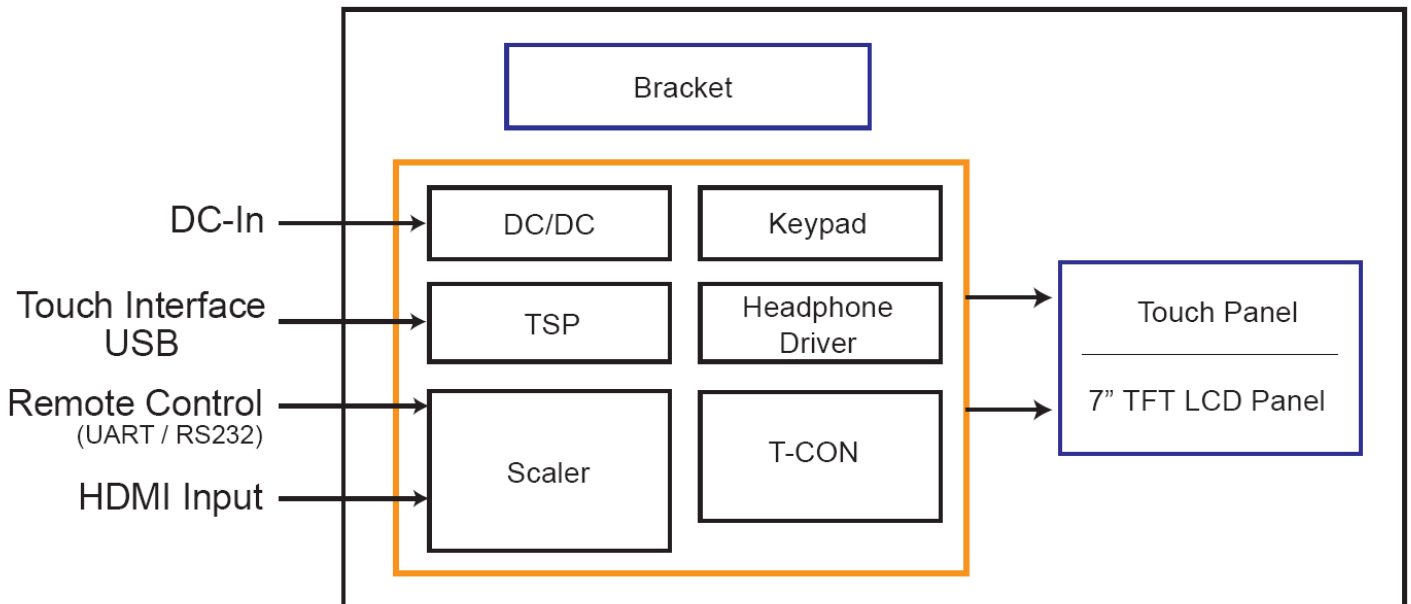 Bracket
DC-In
DC/DC
Keypad
Touch Interface
USB
TSP
Headphone
Driver
Touch Panel
7” TFT LCD Panel
Remote Control
(UART / RS232)
HDMI Input
Scaler
T-CON